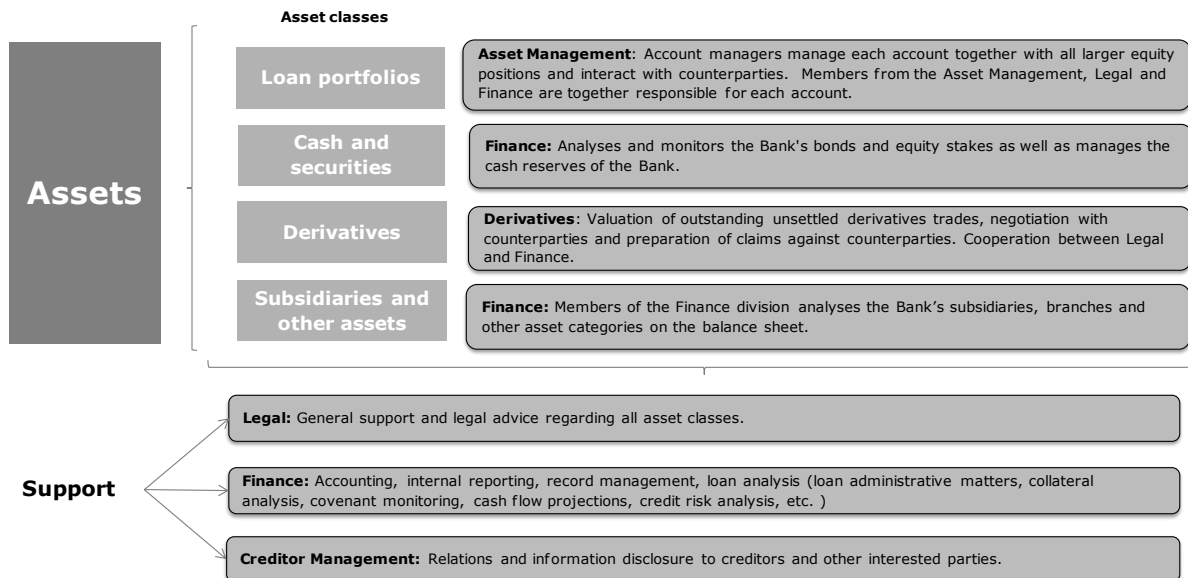 Asset classes
Assets
Loan portfolios
Asset Management: Account managers manage each account together with all larger equity
positions and interact with counterparties. Members from the Asset Management, Legal and
Finance are together responsible for each account.
Cash and
securities
Finance: Analyses and monitors the Bank's bonds and equity stakes as well as manages the
cash reserves of the Bank.
Derivatives
Derivatives: Valuation of outstanding unsettled derivatives trades, negotiation with
counterparties and preparation of claims against counterparties. Cooperation between Legal
and Finance.
Subsidiaries and
other assets
Finance: Members of the Finance division analyses the Bank’s subsidiaries, branches and
other asset categories on the balance sheet.
Support
Legal: General support and legal advice regarding all asset classes.
Finance: Accounting, internal reporting, record management, loan analysis (loan administrative matters, collateral
analysis, covenant monitoring, cash flow projections, credit risk analysis, etc. )
Creditor Management: Relations and information disclosure to creditors and other interested parties.